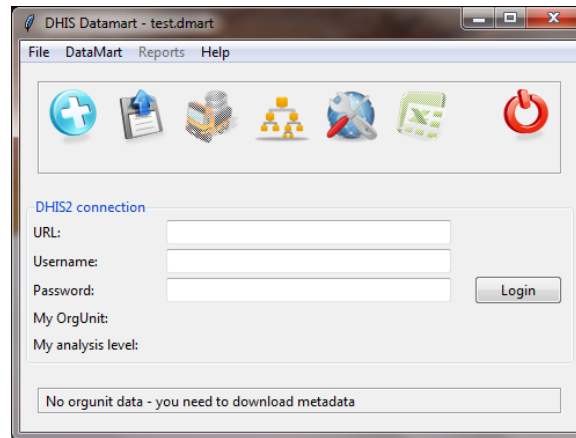 DHIS Datamart - test.dmart
File DataMart Reports Help
DHIS2 connection
URL:
Username:
Password:
Login
My OrgUnit:
My analysis level:
No orgunit data - you need to download metadata